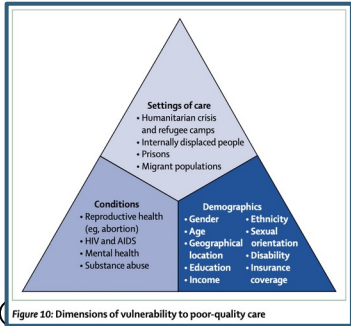 Settings of care
• Humanitarian crisis
and refugee camps
• Internally displaced people
• Prisons
• Migrant populations
Conditions
• Reproductive health
(eg, abortion)
• HIV and AIDS
• Mental health
• Substance abuse
Demographics
• Gender
• Age
• Geographical
location
• Education
• Income
• Ethnicity
• Sexual
orientation
• Disability
• Insurance
coverage
Figure 10: Dimensions of vulnerability to poor-quality care